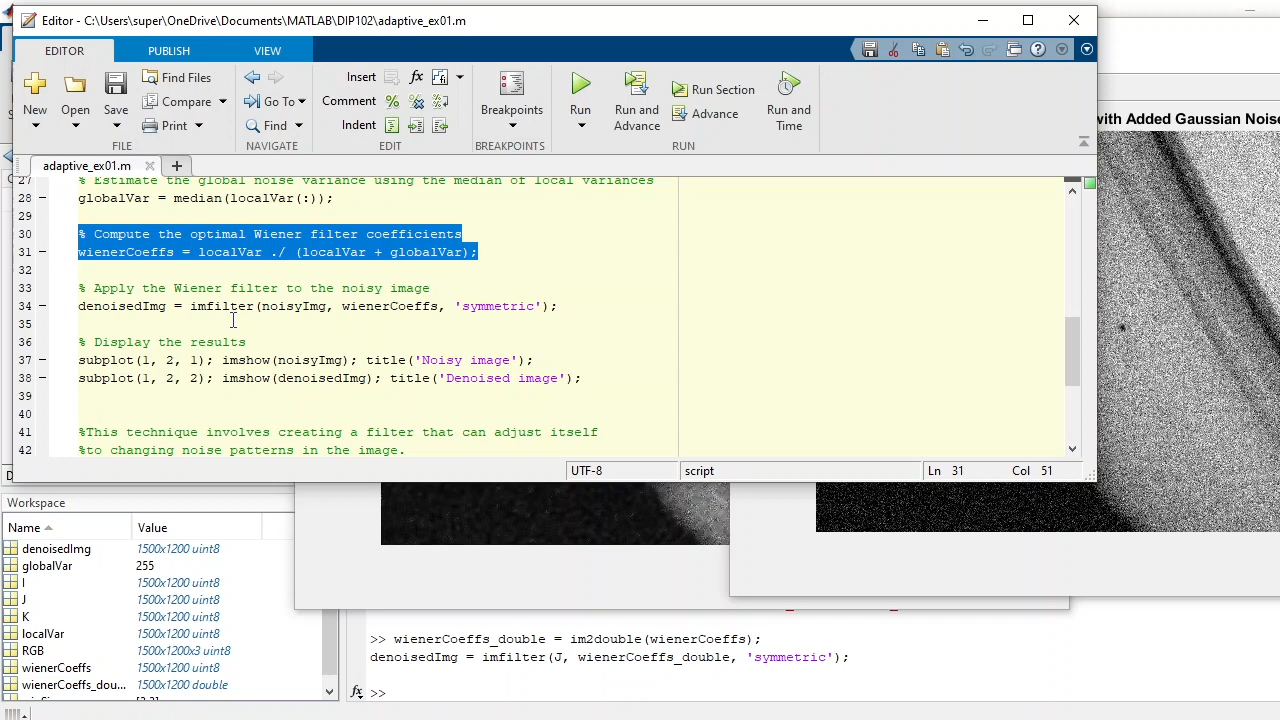 Editor - C:\Users\super\OneDrive\Documents\MATLAB\DIP102\adaptive_ex01.m
EDITOR PUBLISH VIEW
New Open Save Find Files Compare Print
Go To Find
Insert Comment Indent
Breakpoints
Run Run and Advance Run Section Advance Run and Time
FILE NAVIGATE EDIT BREAKPOINTS RUN
adaptive_ex01.m
with Added Gaussian Noise
27 % Estimate the global noise variance using the median of local variances
28 globalVar = median(localVar(:));
29
30 % Compute the optimal Wiener filter coefficients
31 wienerCoeffs = localVar ./ (localVar + globalVar);
32
33 % Apply the Wiener filter to the noisy image
34 denoisedImg = imfilter(noisyImg, wienerCoeffs, 'symmetric');
35
36 % Display the results
37 subplot(1, 2, 1); imshow(noisyImg); title('Noisy image');
38 subplot(1, 2, 2); imshow(denoisedImg); title('Denoised image');
39
40
41 %This technique involves creating a filter that can adjust itself
42 %to changing noise patterns in the image.
UTF-8 script Ln 31 Col 51
Workspace
Name Value
denoisedImg 1500x1200 uint8
globalVar 255
I 1500x1200 uint8
J 1500x1200 uint8
K 1500x1200 uint8
localVar 1500x1200 uint8
RGB 1500x1200x3 uint8
wienerCoeffs 1500x1200 uint8
wienerCoeffs_dou... 1500x1200 double
>> wienerCoeffs_double = im2double(wienerCoeffs);
denoisedImg = imfilter(J, wienerCoeffs_double, 'symmetric');
fx >>